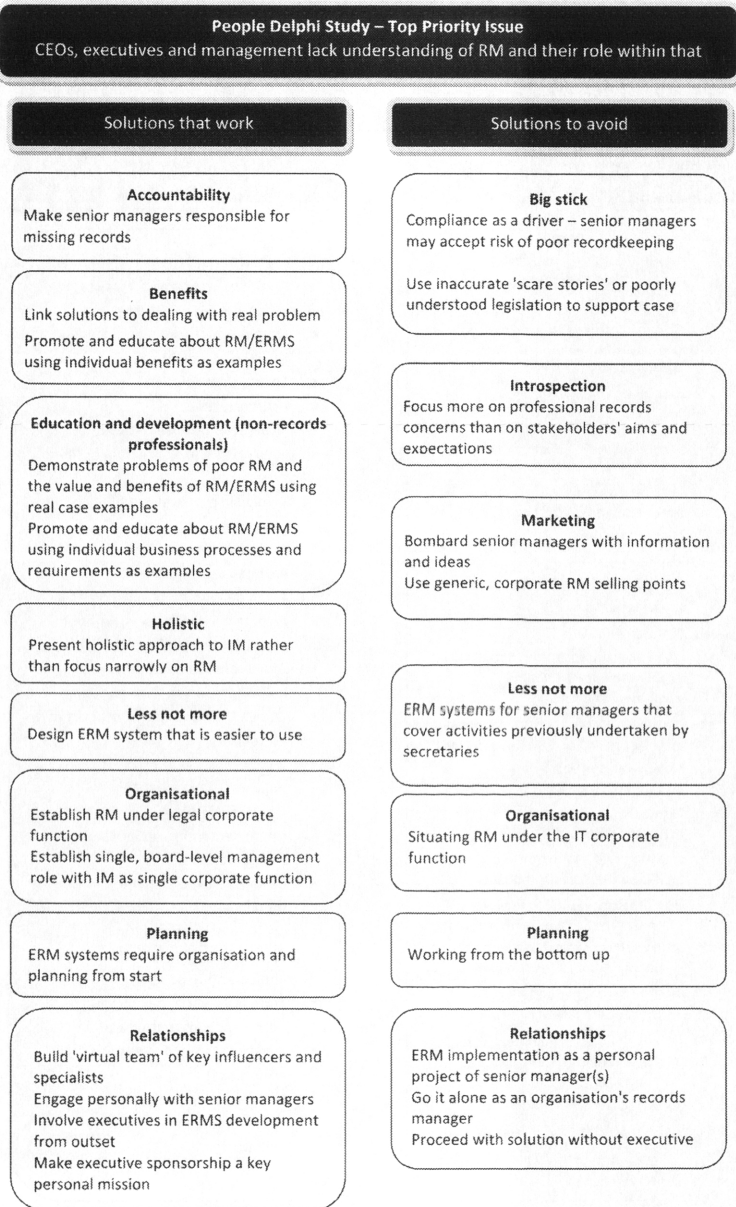 People Delphi Study – Top Priority Issue
CEOs, executives and management lack understanding of RM and their role within that
Solutions that work
Accountability
Make senior managers responsible for
missing records
Benefits
Link solutions to dealing with real problem
Promote and educate about RM/ERMS
using individual benefits as examples
Education and development (non-records
professionals)
Demonstrate problems of poor RM and
the value and benefits of RM/ERMS using
real case examples
Promote and educate about RM/ERMS
using individual business processes and
requirements as examples
Holistic
Present holistic approach to IM rather
than focus narrowly on RM
Less not more
Design ERM system that is easier to use
Organisational
Establish RM under legal corporate
function
Establish single, board-level management
role with IM as single corporate function
Planning
ERM systems require organisation and
planning from start
Relationships
Build 'virtual team' of key influencers and
specialists
Engage personally with senior managers
Involve executives in ERMS development
from outset
Make executive sponsorship a key
personal mission
Solutions to avoid
Big stick
Compliance as a driver – senior managers
may accept risk of poor recordkeeping
Use inaccurate 'scare stories' or poorly
understood legislation to support case
Introspection
Focus more on professional records
concerns than on stakeholders' aims and
expectations
Marketing
Bombard senior managers with information
and ideas
Use generic, corporate RM selling points
Less not more
ERM systems for senior managers that
cover activities previously undertaken by
secretaries
Organisational
Situating RM under the IT corporate
function
Planning
Working from the bottom up
Relationships
ERM implementation as a personal
project of senior manager(s)
Go it alone as an organisation's records
manager
Proceed with solution without executive